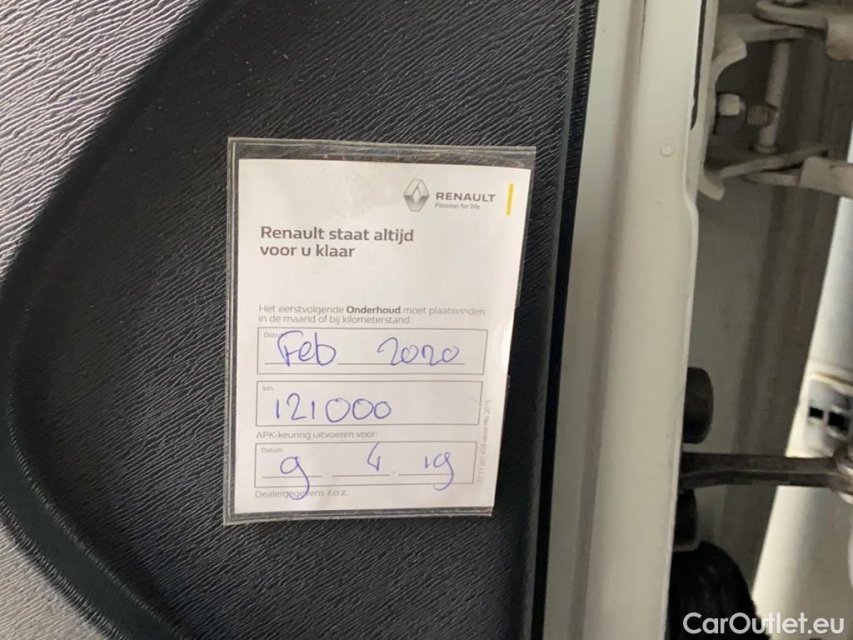 RENAULT
Passion for life
Renault staat altijd
voor u klaar
Het eerstvolgende Onderhoud moet plaatsvinden
in de maand of bij kilometerstand:
Datum
Feb 2020
km
121000
APK-keuring uitvoeren voor:
Datum
9 4 19
Dealergegevens z.o.z.
CarOutlet.eu